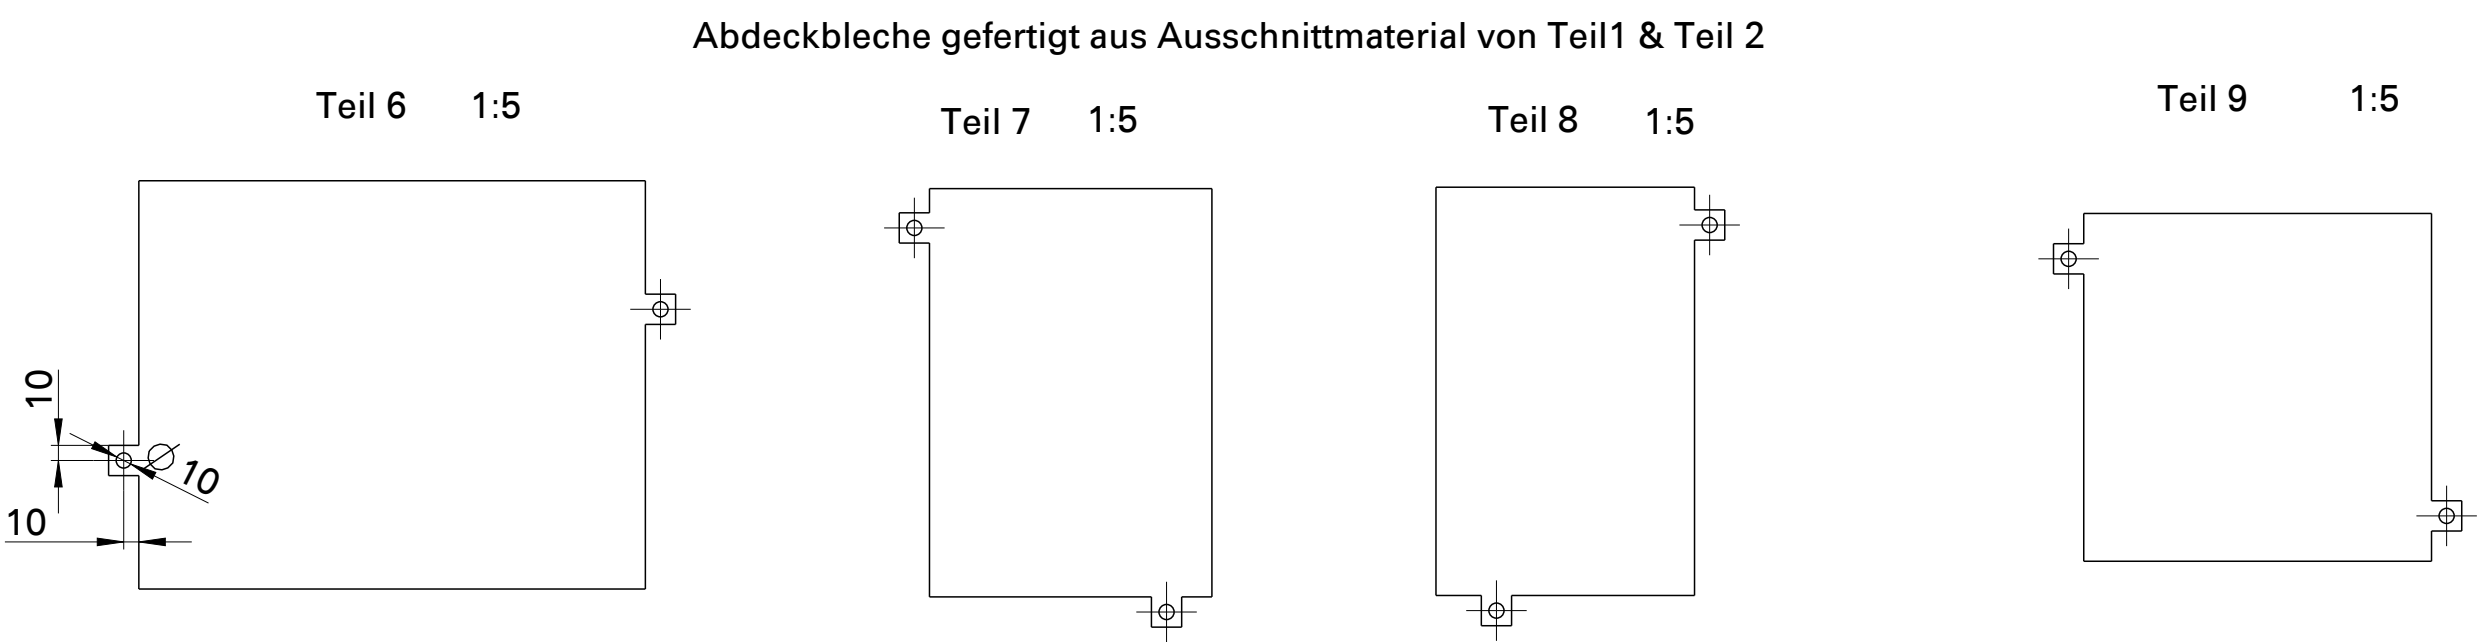 Abdeckbleche gefertigt aus Ausschnittmaterial von Teil1 & Teil 2
Teil 6 1:5
Teil 7 1:5
Teil 8 1:5
Teil 9 1:5
10
⌀10
10